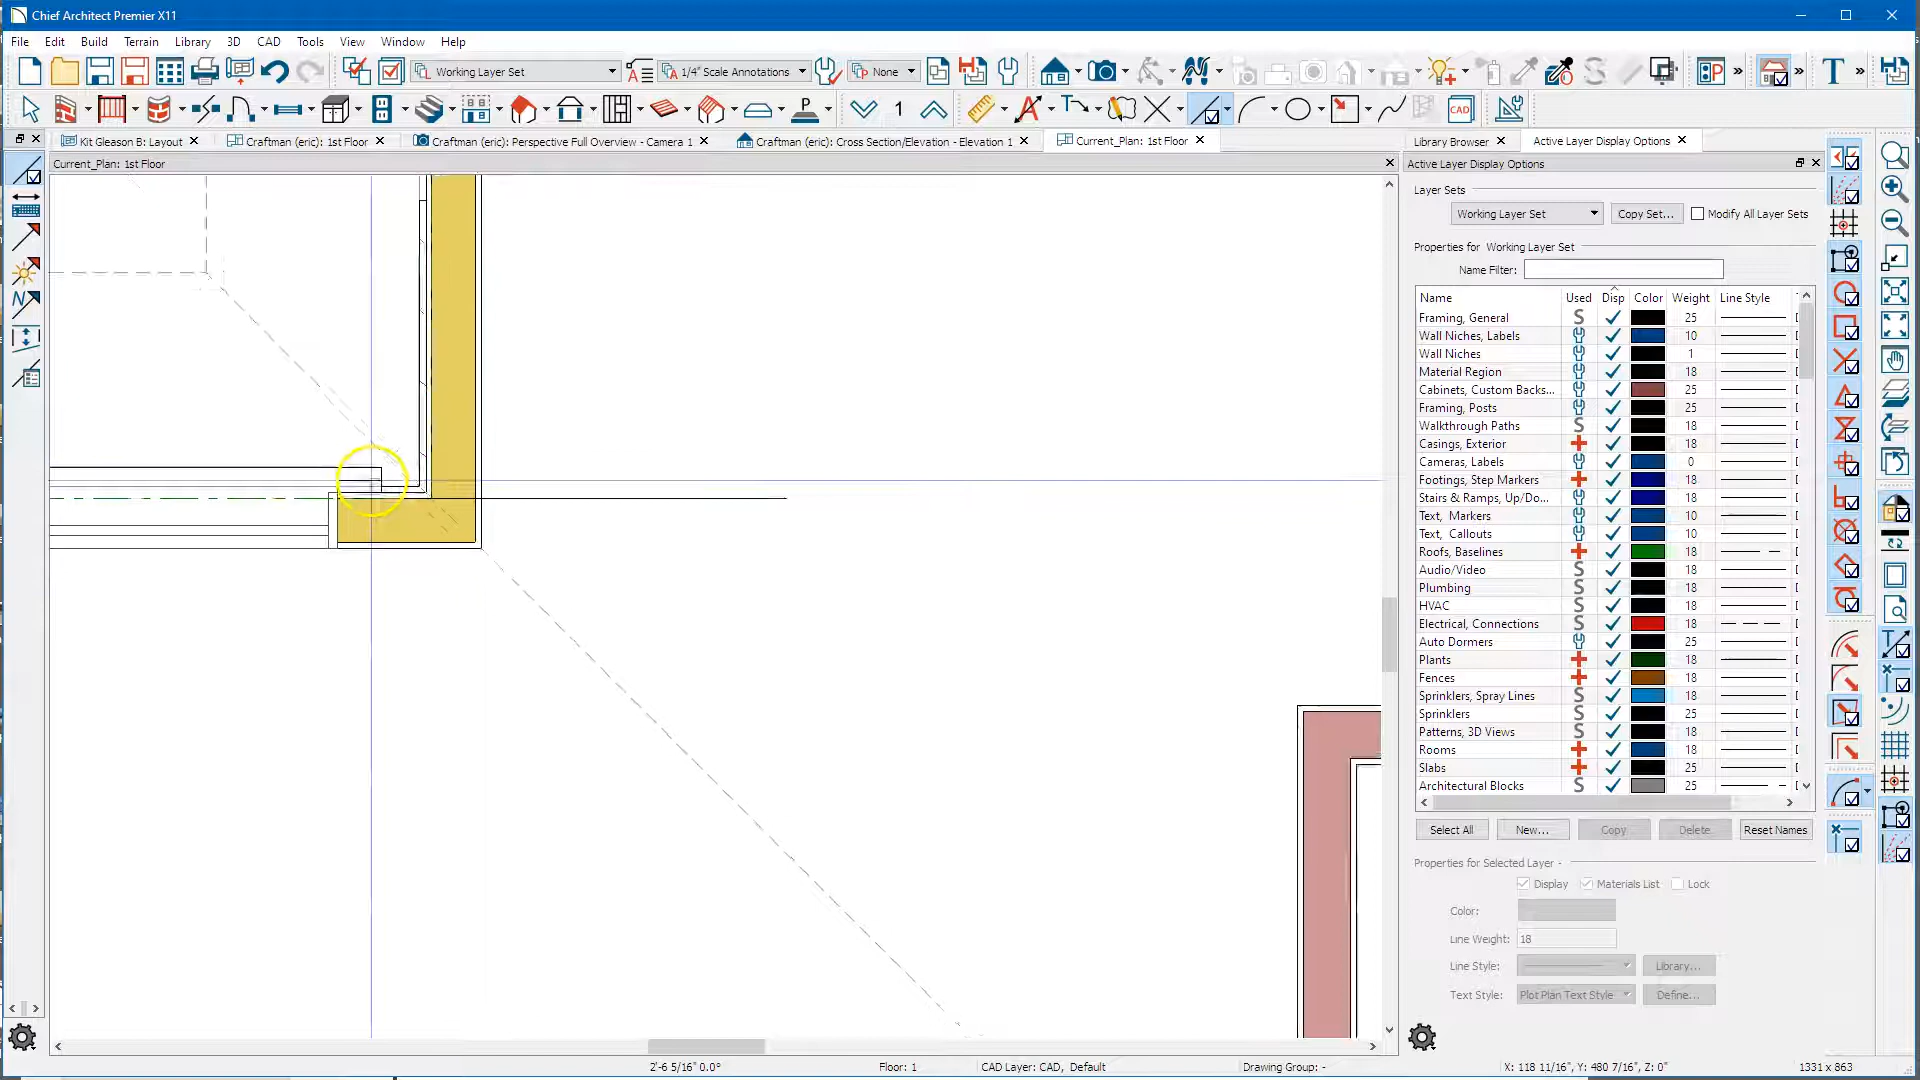 Chief Architect Premier X11
File Edit Build Terrain Library 3D CAD Tools View Window Help
Working Layer Set 1/4" Scale Annotations None
P 1 A CAD T
Kit Gleason B: Layout Craftman (eric): 1st Floor Craftman (eric): Perspective Full Overview - Camera 1 Craftman (eric): Cross Section/Elevation - Elevation 1 Current_Plan: 1st Floor Library Browser Active Layer Display Options
Current_Plan: 1st Floor
Active Layer Display Options
Layer Sets
Working Layer Set Copy Set... Modify All Layer Sets
Properties for Working Layer Set
Name Filter:
Name Used Disp Color Weight Line Style
Framing, General S 25
Wall Niches, Labels 10
Wall Niches 1
Material Region 18
Cabinets, Custom Backs... 25
Framing, Posts 25
Walkthrough Paths S 18
Casings, Exterior 18
Cameras, Labels 0
Footings, Step Markers 18
Stairs & Ramps, Up/Do... 18
Text, Markers 10
Text, Callouts 10
Roofs, Baselines 18
Audio/Video S 18
Plumbing S 18
HVAC S 18
Electrical, Connections S 18
Auto Dormers 25
Plants 18
Fences 18
Sprinklers, Spray Lines S 18
Sprinklers S 25
Patterns, 3D Views S 18
Rooms 18
Slabs 25
Architectural Blocks S 25
Select All New... Copy Delete Reset Names
Properties for Selected Layer -
Display Materials List Lock
Color:
Line Weight: 18
Line Style: Library...
Text Style: Plot Plan Text Style Define...
2'-6 5/16" 0.0° Floor: 1 CAD Layer: CAD, Default Drawing Group: - X: 118 11/16", Y: 480 7/16", Z: 0" 1331 x 863